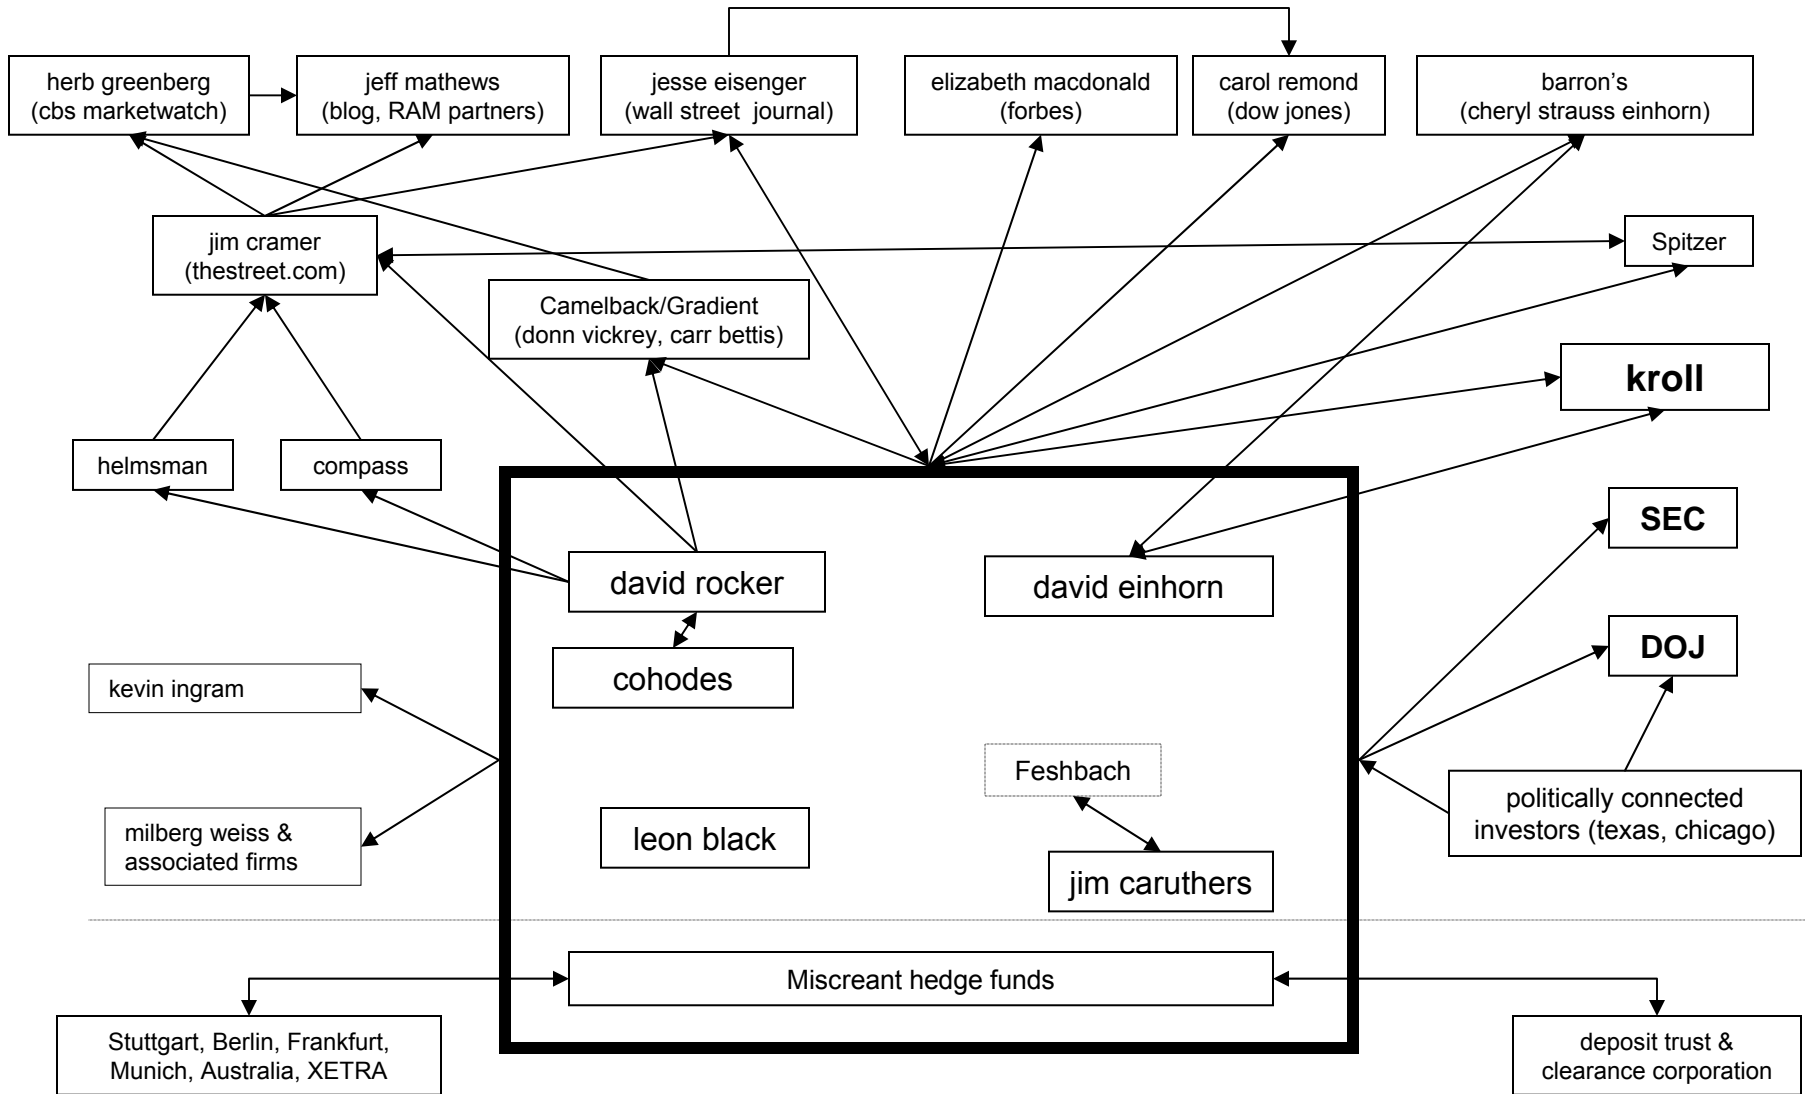 herb greenberg
(cbs marketwatch)
jeff mathews
(blog, RAM partners)
jesse eisenger
(wall street journal)
elizabeth macdonald
(forbes)
carol remond
(dow jones)
barron's
(cheryl strauss einhorn)
jim cramer
(thestreet.com)
Spitzer
Camelback/Gradient
(donn vickrey, carr bettis)
kroll
helmsman
compass
SEC
david rocker
david einhorn
DOJ
cohodes
kevin ingram
Feshbach
politically connected
investors (texas, chicago)
milberg weiss &
associated firms
leon black
jim caruthers
Miscreant hedge funds
Stuttgart, Berlin, Frankfurt,
Munich, Australia, XETRA
deposit trust &
clearance corporation